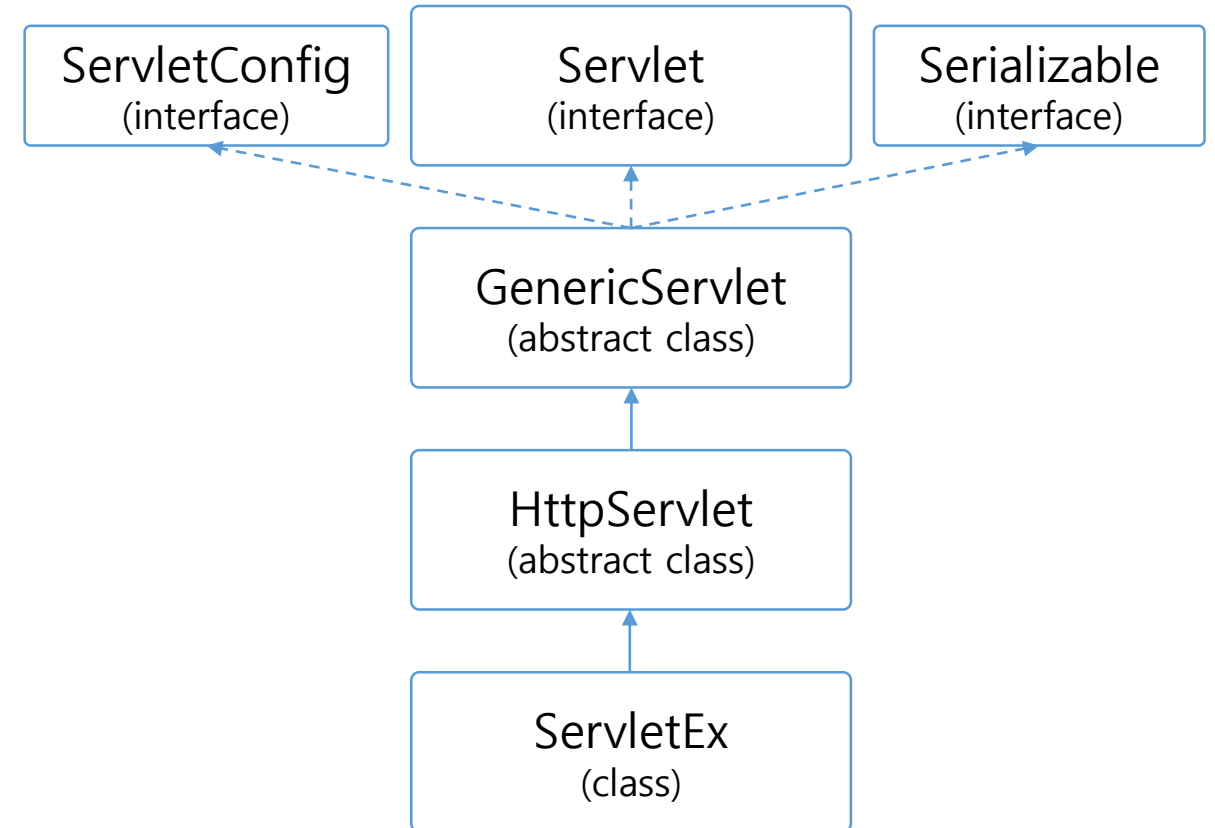 ServletConfig
(interface)
Servlet
(interface)
Serializable
(interface)
GenericServlet
(abstract class)
HttpServlet
(abstract class)
ServletEx
(class)